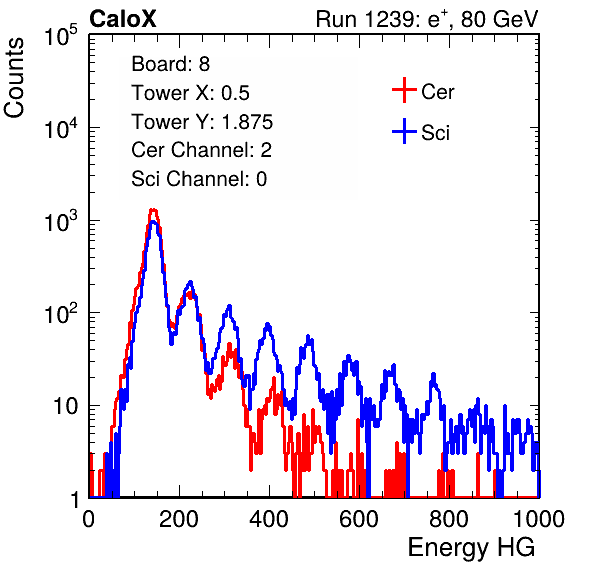 CaloX Run 1239: e⁺, 80 GeV
Counts
Board: 8
Tower X: 0.5
Tower Y: 1.875
Cer Channel: 2
Sci Channel: 0
Cer
Sci
10⁵
10⁴
10³
10²
10
1
0 200 400 600 800 1000
Energy HG